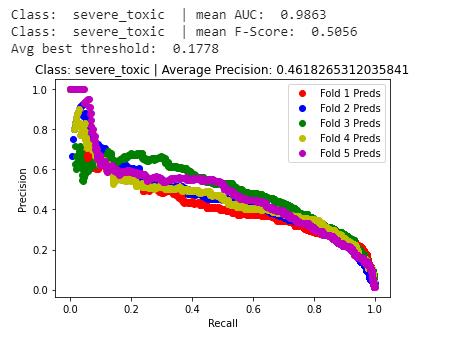 Class:  severe_toxic  | mean AUC:  0.9863
Class:  severe_toxic  | mean F-Score:  0.5056
Avg best threshold:  0.1778
Class: severe_toxic | Average Precision: 0.4618265312035841
1.0
0.8
0.6
0.4
0.2
0.0
Precision
Fold 1 Preds
Fold 2 Preds
Fold 3 Preds
Fold 4 Preds
Fold 5 Preds
0.0 0.2 0.4 0.6 0.8 1.0
Recall